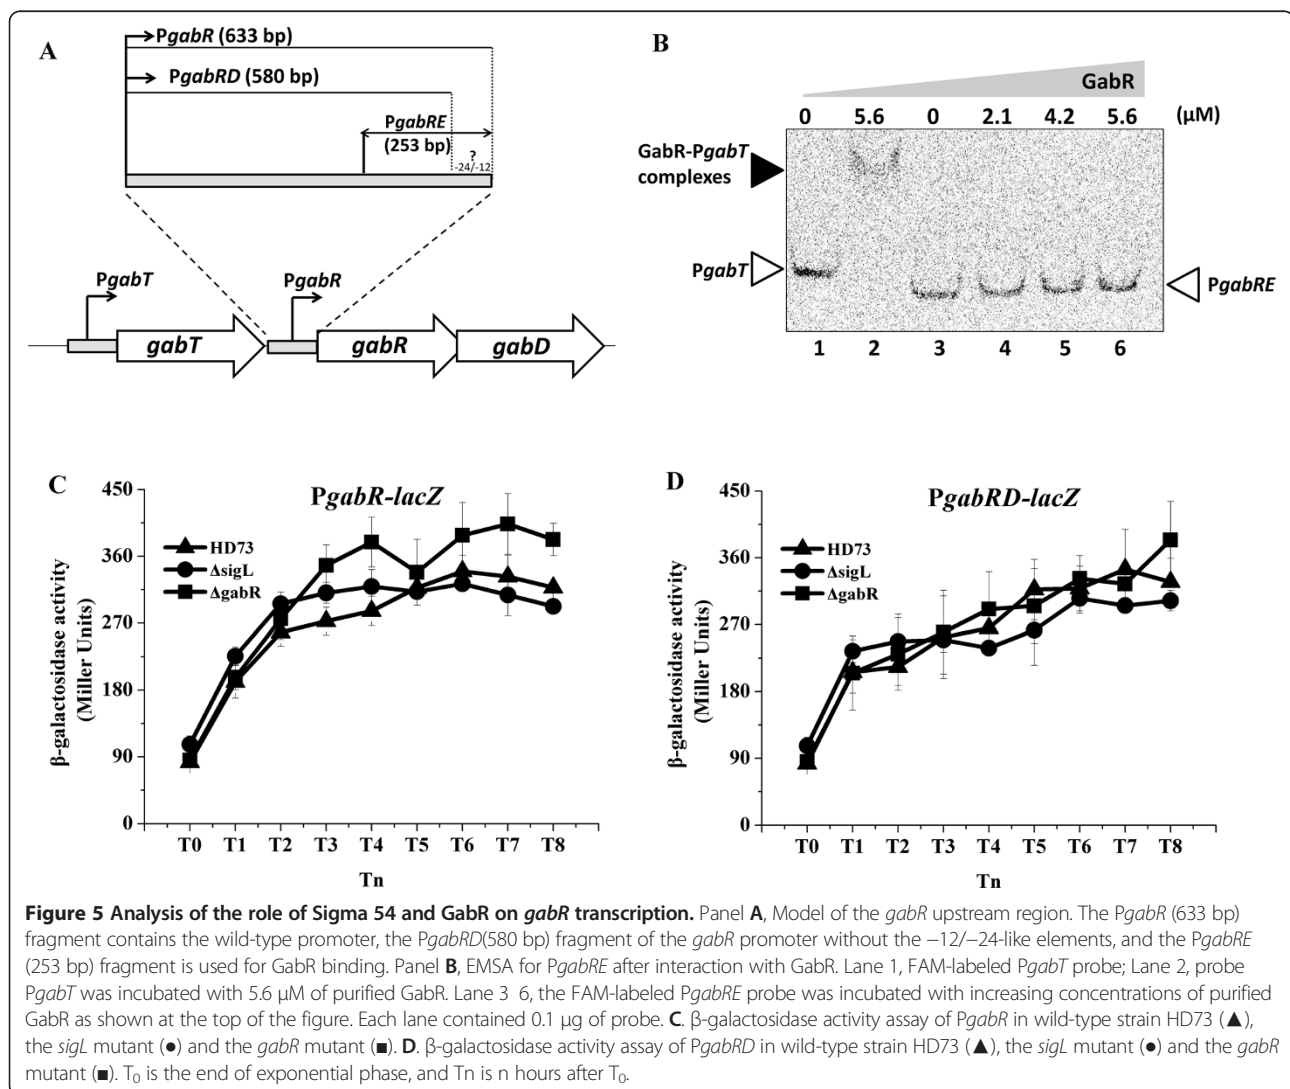 A
PgabR (633 bp)
PgabRD (580 bp)
PgabRE
(253 bp)
?
-24/-12
PgabT
PgabR
gabT
gabR
gabD
B
GabR
0 5.6 0 2.1 4.2 5.6 (μM)
GabR-PgabT
complexes
PgabT
PgabRE
1 2 3 4 5 6
C
PgabR-lacZ
β-galactosidase activity
(Miller Units)
450
360
270
180
90
0
HD73
ΔsigL
ΔgabR
T0 T1 T2 T3 T4 T5 T6 T7 T8
Tn
D
PgabRD-lacZ
β-galactosidase activity
(Miller Units)
450
360
270
180
90
0
HD73
ΔsigL
ΔgabR
T0 T1 T2 T3 T4 T5 T6 T7 T8
Tn
Figure 5 Analysis of the role of Sigma 54 and GabR on gabR transcription. Panel A, Model of the gabR upstream region. The PgabR (633 bp)
fragment contains the wild-type promoter, the PgabRD(580 bp) fragment of the gabR promoter without the −12/−24-like elements, and the PgabRE
(253 bp) fragment is used for GabR binding. Panel B, EMSA for PgabRE after interaction with GabR. Lane 1, FAM-labeled PgabT probe; Lane 2, probe
PgabT was incubated with 5.6 μM of purified GabR. Lane 3 6, the FAM-labeled PgabRE probe was incubated with increasing concentrations of purified
GabR as shown at the top of the figure. Each lane contained 0.1 μg of probe. C. β-galactosidase activity assay of PgabR in wild-type strain HD73 (▲),
the sigL mutant (●) and the gabR mutant (■). D. β-galactosidase activity assay of PgabRD in wild-type strain HD73 (▲), the sigL mutant (●) and the gabR
mutant (■). T0 is the end of exponential phase, and Tn is n hours after T0.